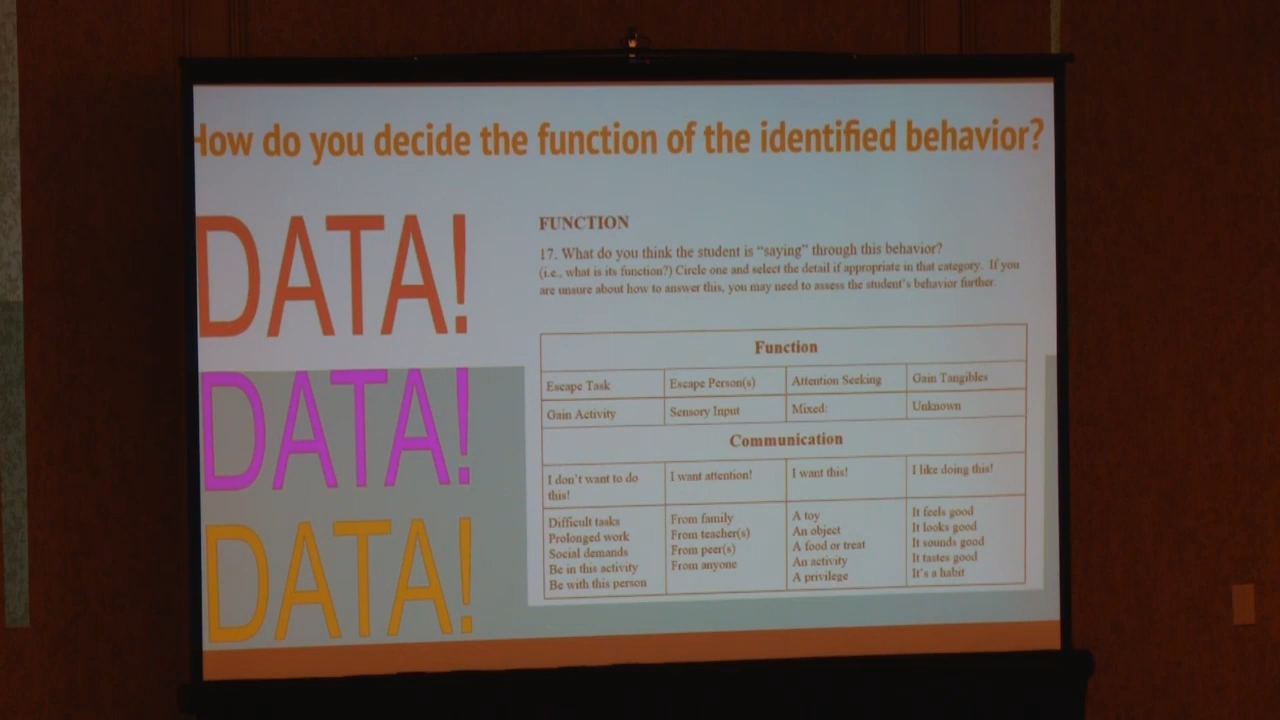 How do you decide the function of the identified behavior?
DATA!
DATA!
DATA!
FUNCTION
17. What do you think the student is “saying” through this behavior?
(i.e., what is its function?) Circle one and select the detail if appropriate in that category. If you
are unsure about how to answer this, you may need to assess the student’s behavior further.
Function
Escape Task
Escape Person(s)
Attention Seeking
Gain Tangibles
Gain Activity
Sensory Input
Mixed:
Unknown
Communication
I don’t want to do
this!
I want attention!
I want this!
I like doing this!
Difficult tasks
Prolonged work
Social demands
Be in this activity
Be with this person
From family
From teacher(s)
From peer(s)
From anyone
A toy
An object
A food or treat
An activity
A privilege
It feels good
It looks good
It sounds good
It tastes good
It’s a habit